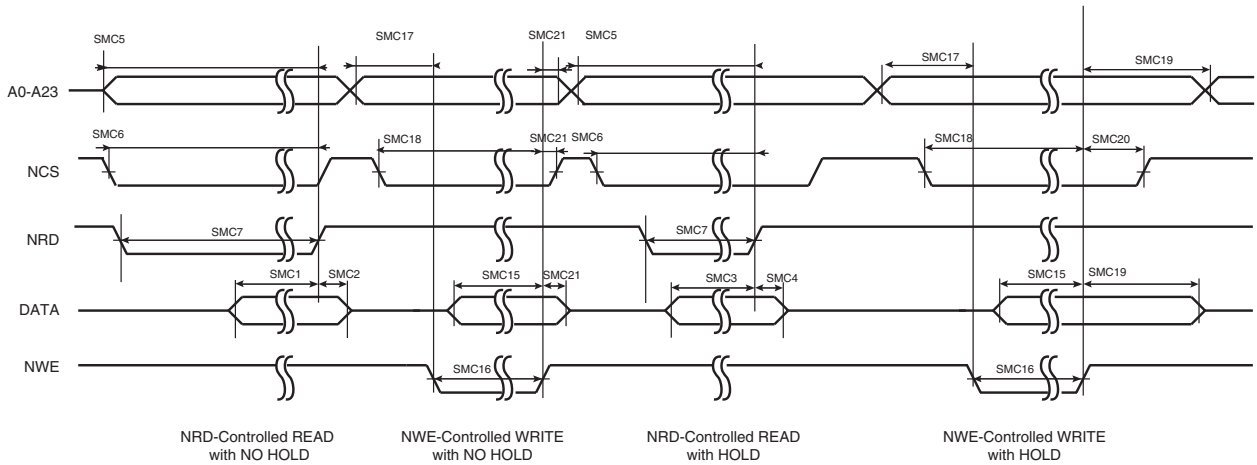 SMC5 SMC17 SMC21 SMC5 SMC17 SMC19
A0-A23
SMC6 SMC18 SMC21 SMC6 SMC18 SMC20
NCS
NRD SMC7 SMC7
SMC1 SMC2 SMC15 SMC21 SMC3 SMC4 SMC15 SMC19
DATA
NWE SMC16 SMC16
NRD-Controlled READ
with NO HOLD
NWE-Controlled WRITE
with NO HOLD
NRD-Controlled READ
with HOLD
NWE-Controlled WRITE
with HOLD